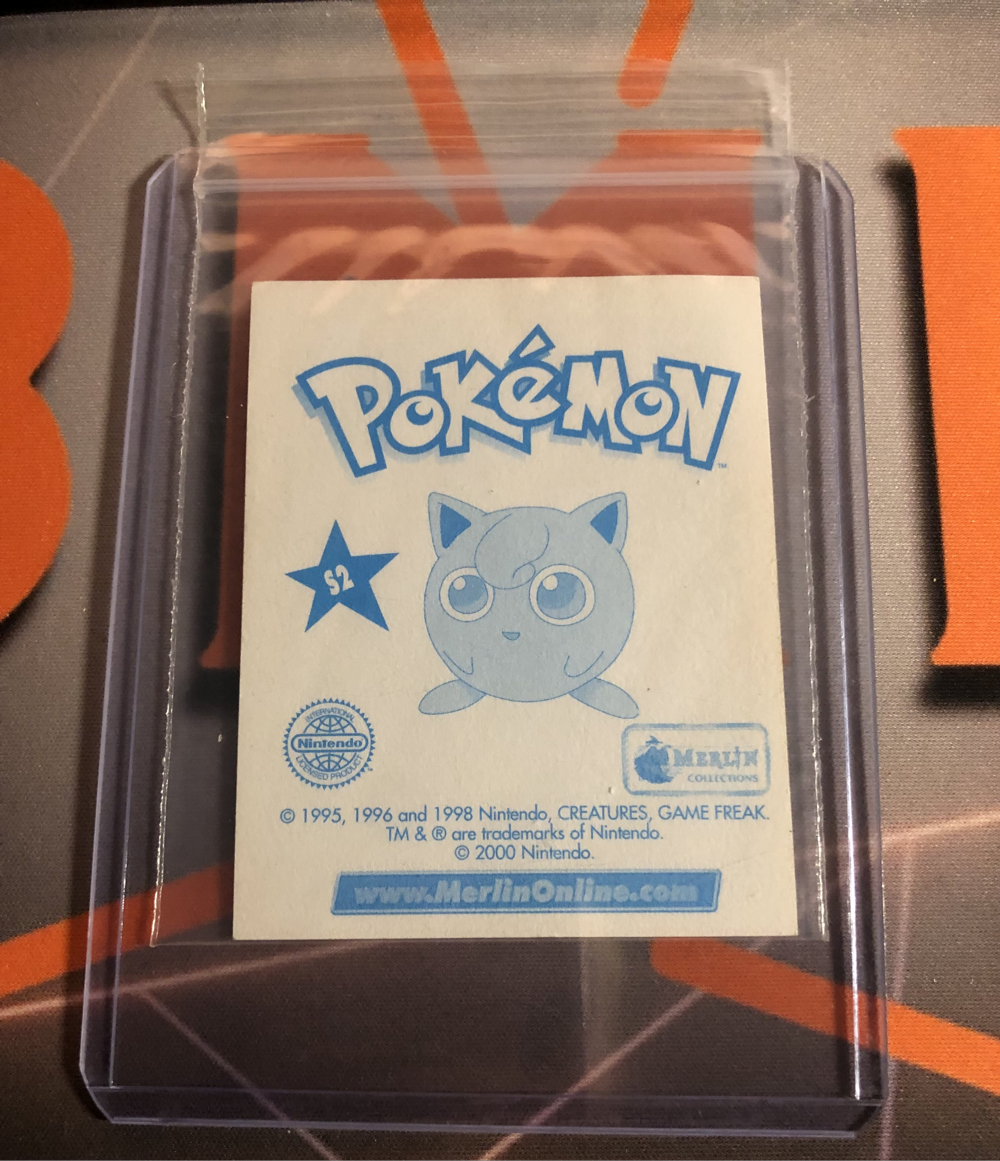 POKéMON
™
S2
INTERNATIONAL
Nintendo
LICENSED PRODUCT
MERLIN
COLLECTIONS
© 1995, 1996 and 1998 Nintendo, CREATURES, GAME FREAK.
TM & ® are trademarks of Nintendo.
© 2000 Nintendo.
www.MerlinOnline.com